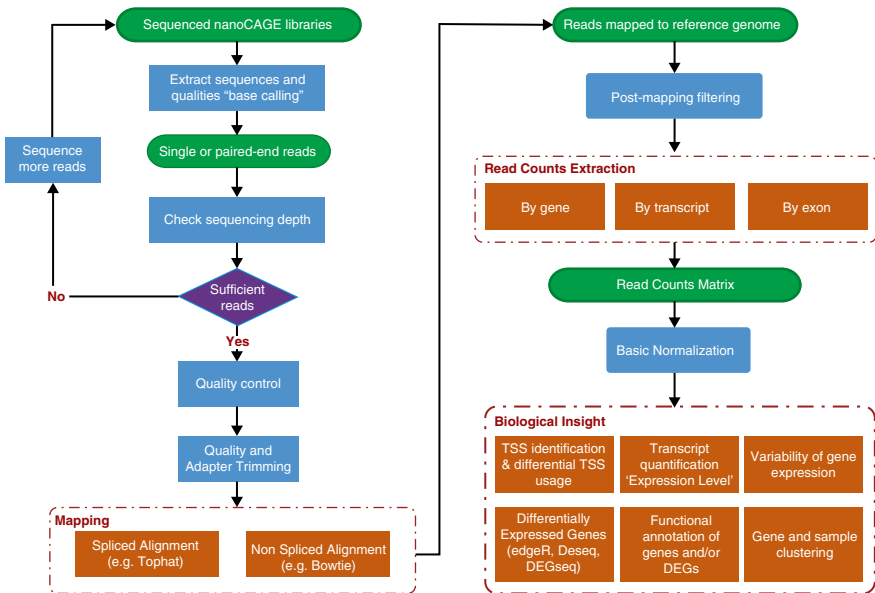 Sequenced nanoCAGE libraries
Extract sequences and
qualities “base calling”
Single or paired-end reads
Sequence
more reads
Check sequencing depth
Sufficient
reads
No
Yes
Quality control
Quality and
Adapter Trimming
Mapping
Spliced Alignment
(e.g. Tophat)
Non Spliced Alignment
(e.g. Bowtie)
Reads mapped to reference genome
Post-mapping filtering
Read Counts Extraction
By gene
By transcript
By exon
Read Counts Matrix
Basic Normalization
Biological Insight
TSS identification
& differential TSS
usage
Transcript
quantification
‘Expression Level’
Variability of gene
expression
Differentially
Expressed Genes
(edgeR, Deseq,
DEGseq)
Functional
annotation of
genes and/or
DEGs
Gene and sample
clustering